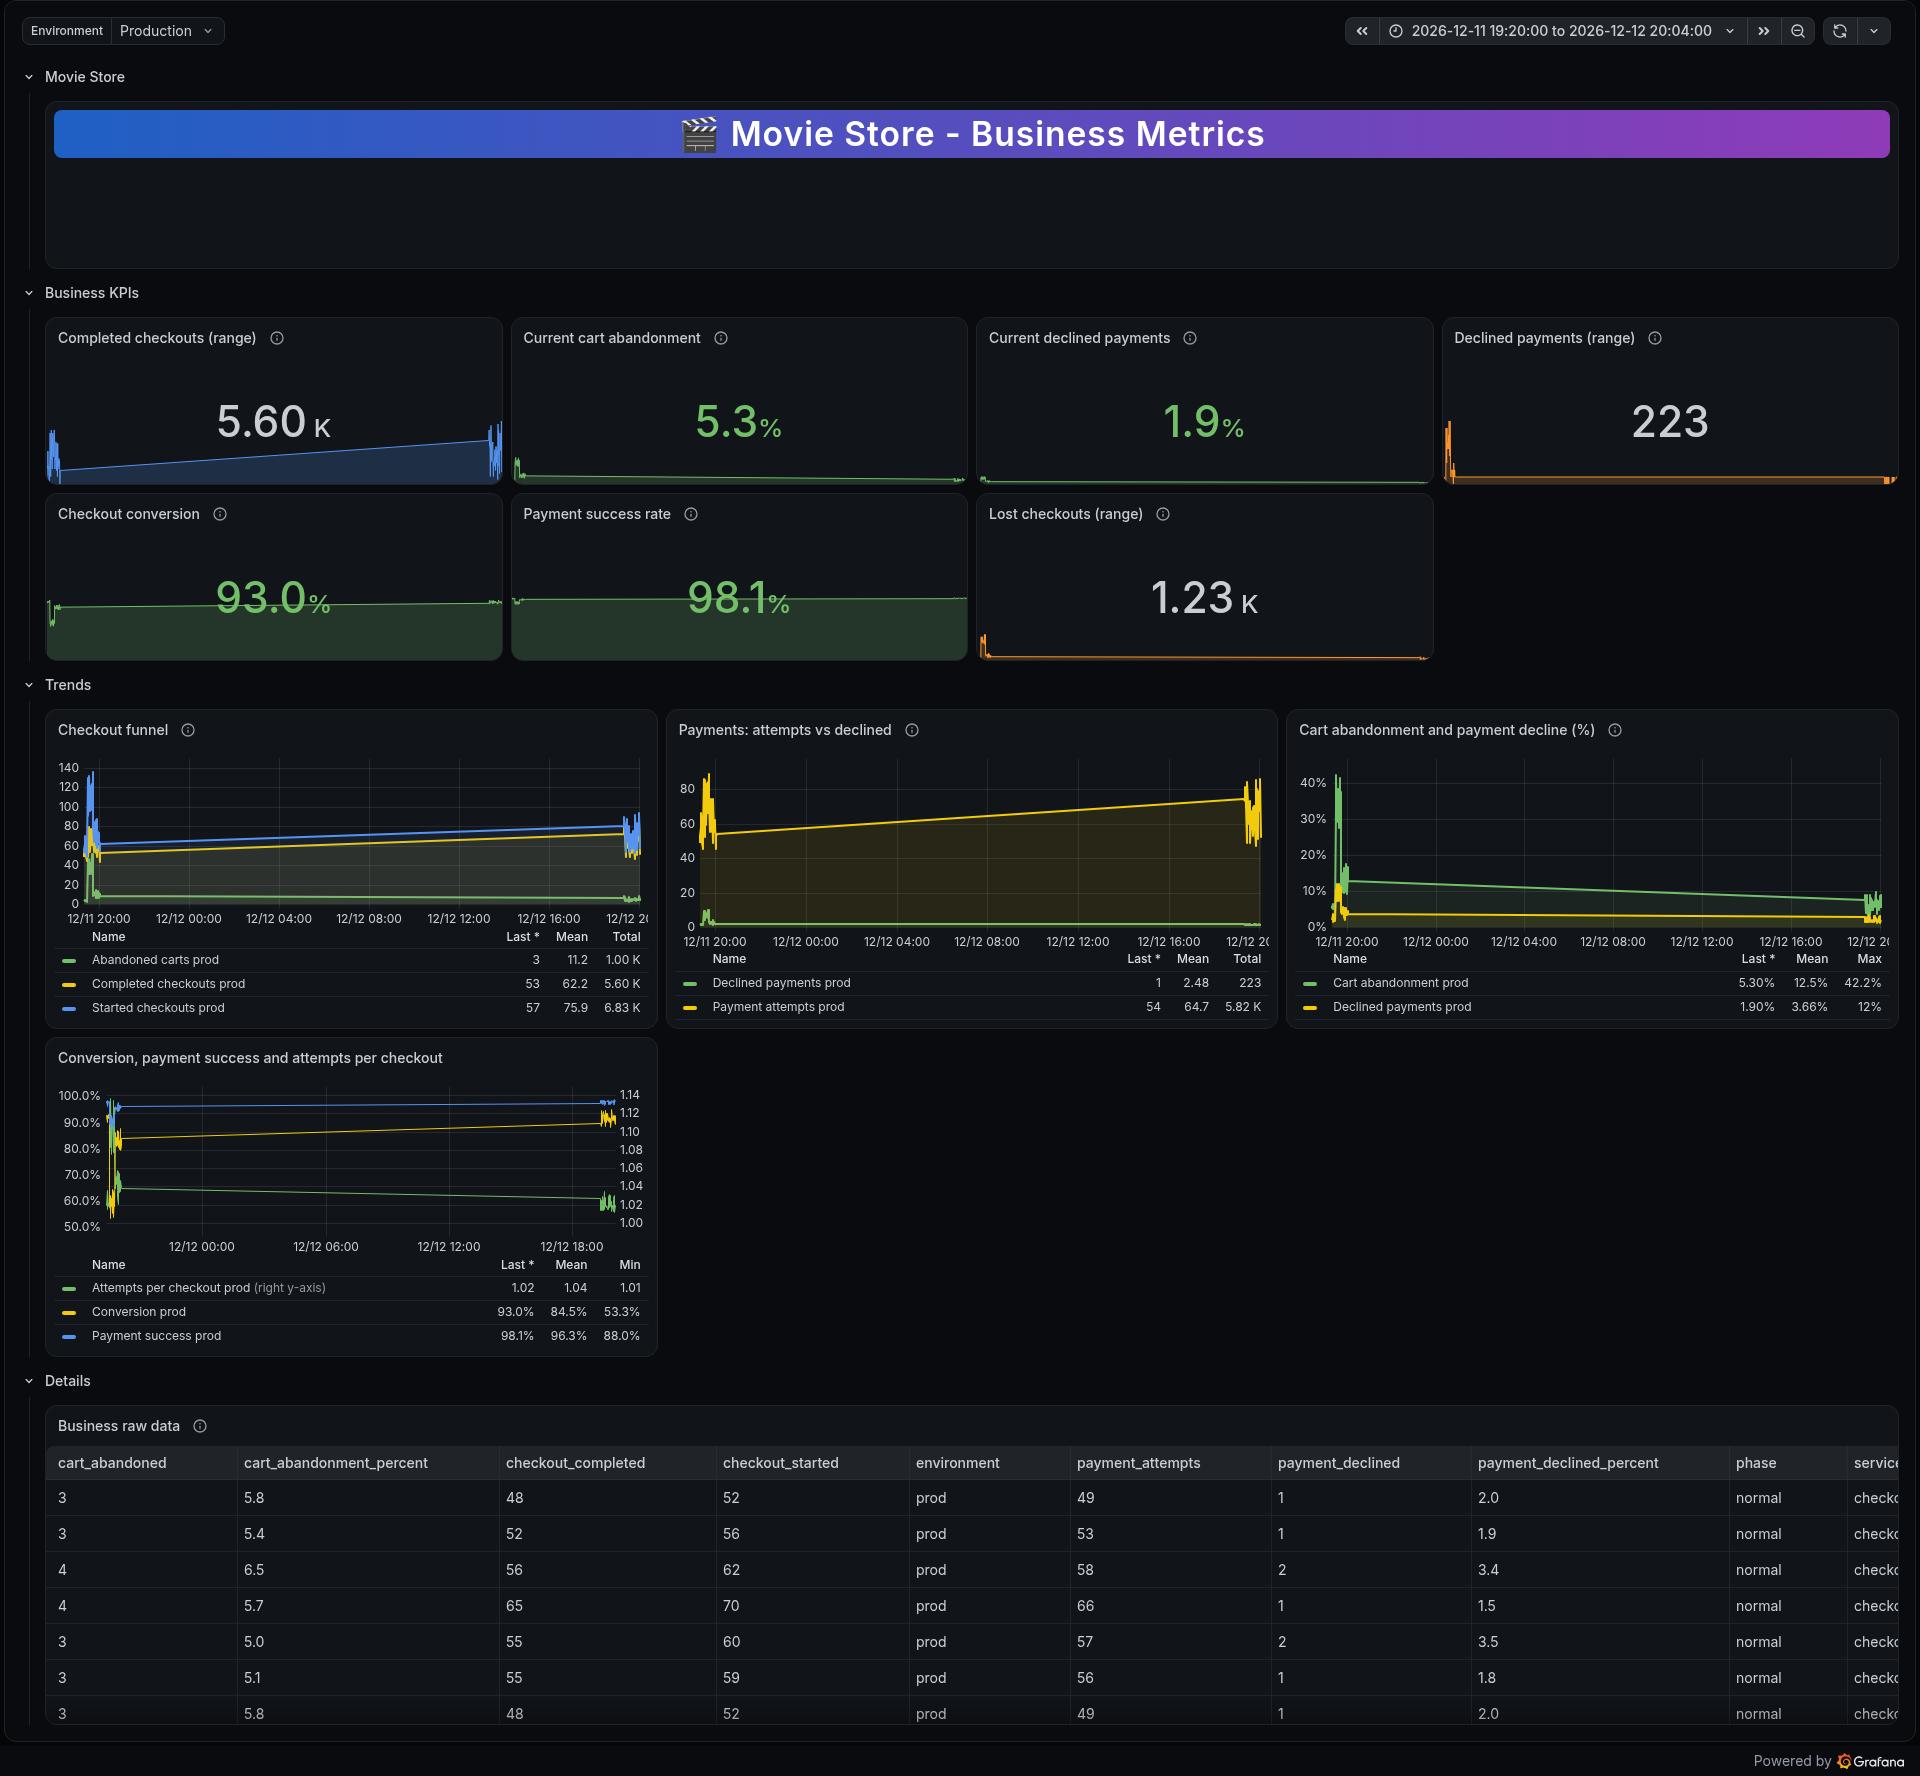 Environment Production 2026-12-11 19:20:00 to 2026-12-12 20:04:00
Movie Store
🎬 Movie Store - Business Metrics
Business KPIs
Completed checkouts (range) Current cart abandonment Current declined payments Declined payments (range)
5.60 K 5.3% 1.9% 223
Checkout conversion Payment success rate Lost checkouts (range)
93.0% 98.1% 1.23 K
Trends
Checkout funnel
140
120
100
80
60
40
20
0
12/11 20:00 12/12 00:00 12/12 04:00 12/12 08:00 12/12 12:00 12/12 16:00 12/12 20
Name Last * Mean Total
Abandoned carts prod 3 11.2 1.00 K
Completed checkouts prod 53 62.2 5.60 K
Started checkouts prod 57 75.9 6.83 K
Payments: attempts vs declined
80
60
40
20
0
12/11 20:00 12/12 00:00 12/12 04:00 12/12 08:00 12/12 12:00 12/12 16:00 12/12 20
Name Last * Mean Total
Declined payments prod 1 2.48 223
Payment attempts prod 54 64.7 5.82 K
Cart abandonment and payment decline (%)
40%
30%
20%
10%
0%
12/11 20:00 12/12 00:00 12/12 04:00 12/12 08:00 12/12 12:00 12/12 16:00 12/12 20
Name Last * Mean Max
Cart abandonment prod 5.30% 12.5% 42.2%
Declined payments prod 1.90% 3.66% 12%
Conversion, payment success and attempts per checkout
100.0%
90.0%
80.0%
70.0%
60.0%
50.0%
1.14
1.12
1.10
1.08
1.06
1.04
1.02
1.00
12/12 00:00 12/12 06:00 12/12 12:00 12/12 18:00
Name Last * Mean Min
Attempts per checkout prod (right y-axis) 1.02 1.04 1.01
Conversion prod 93.0% 84.5% 53.3%
Payment success prod 98.1% 96.3% 88.0%
Details
Business raw data
cart_abandoned cart_abandonment_percent checkout_completed checkout_started environment payment_attempts payment_declined payment_declined_percent phase service
3 5.8 48 52 prod 49 1 2.0 normal checko
3 5.4 52 56 prod 53 1 1.9 normal checko
4 6.5 56 62 prod 58 2 3.4 normal checko
4 5.7 65 70 prod 66 1 1.5 normal checko
3 5.0 55 60 prod 57 2 3.5 normal checko
3 5.1 55 59 prod 56 1 1.8 normal checko
3 5.8 48 52 prod 49 1 2.0 normal checko
Powered by Grafana